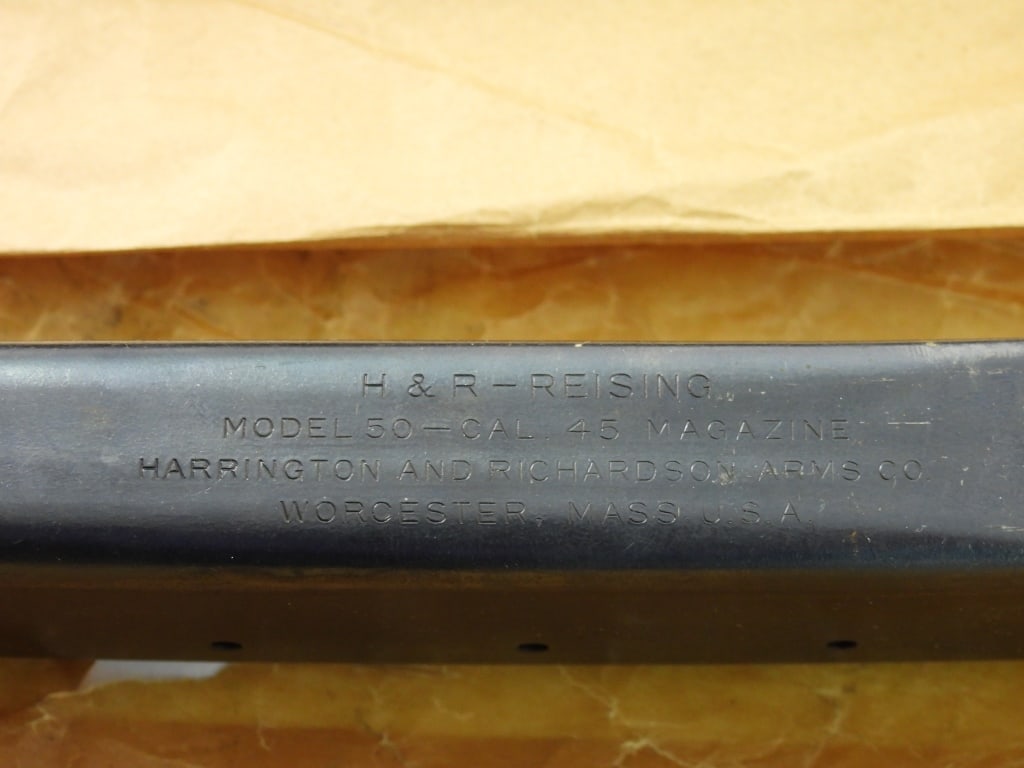 H & R - REISING
MODEL 50 - CAL. 45 MAGAZINE
HARRINGTON AND RICHARDSON ARMS CO.
WORCESTER, MASS U.S.A.